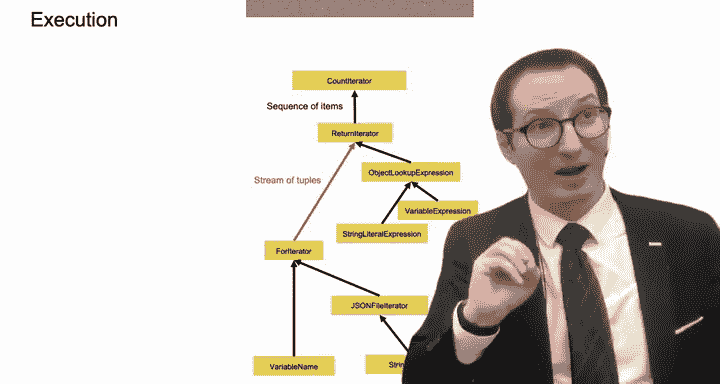 Execution
CountIterator
Sequence of items
ReturnIterator
Stream of tuples
ObjectLookupExpression
VariableExpression
StringLiteralExpression
ForIterator
JSONFileIterator
VariableName